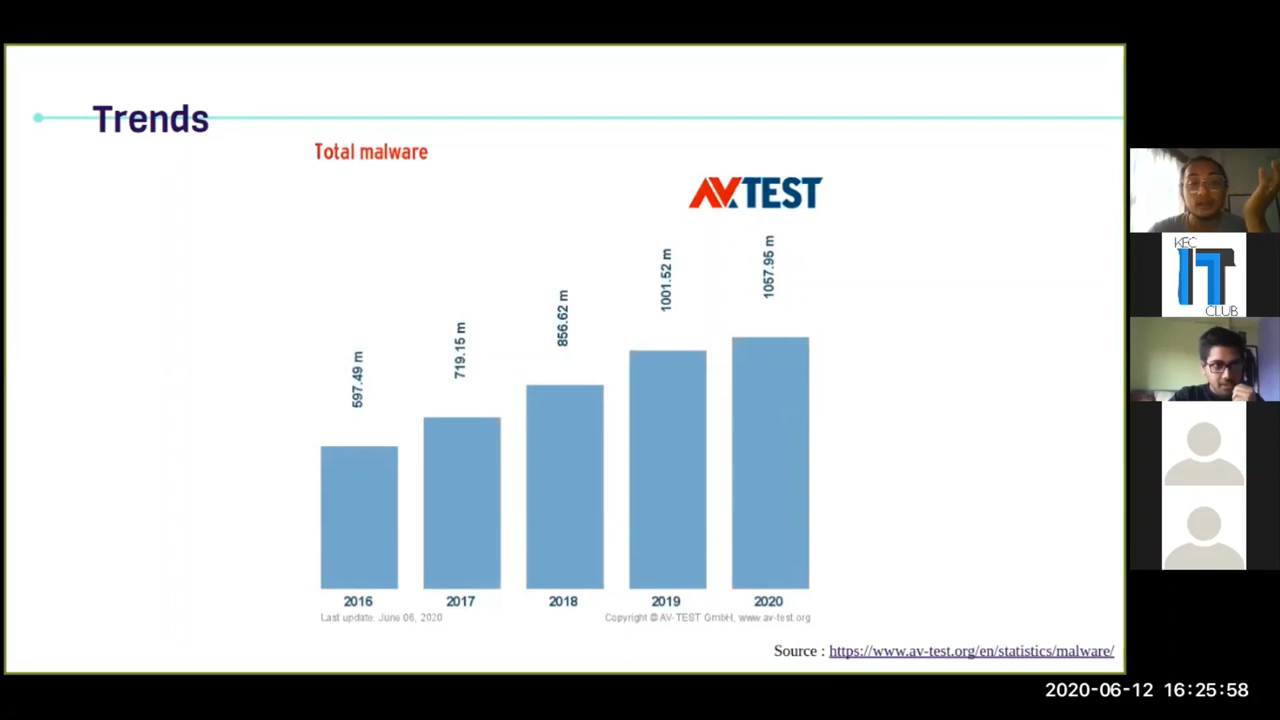 Trends
Total malware
AV TEST
597.49 m
719.15 m
856.62 m
1001.52 m
1057.95 m
2016 2017 2018 2019 2020
Last update: June 06, 2020 Copyright © AV-TEST GmbH, www.av-test.org
Source : https://www.av-test.org/en/statistics/malware/
KEC
IT
CLUB
2020-06-12 16:25:58